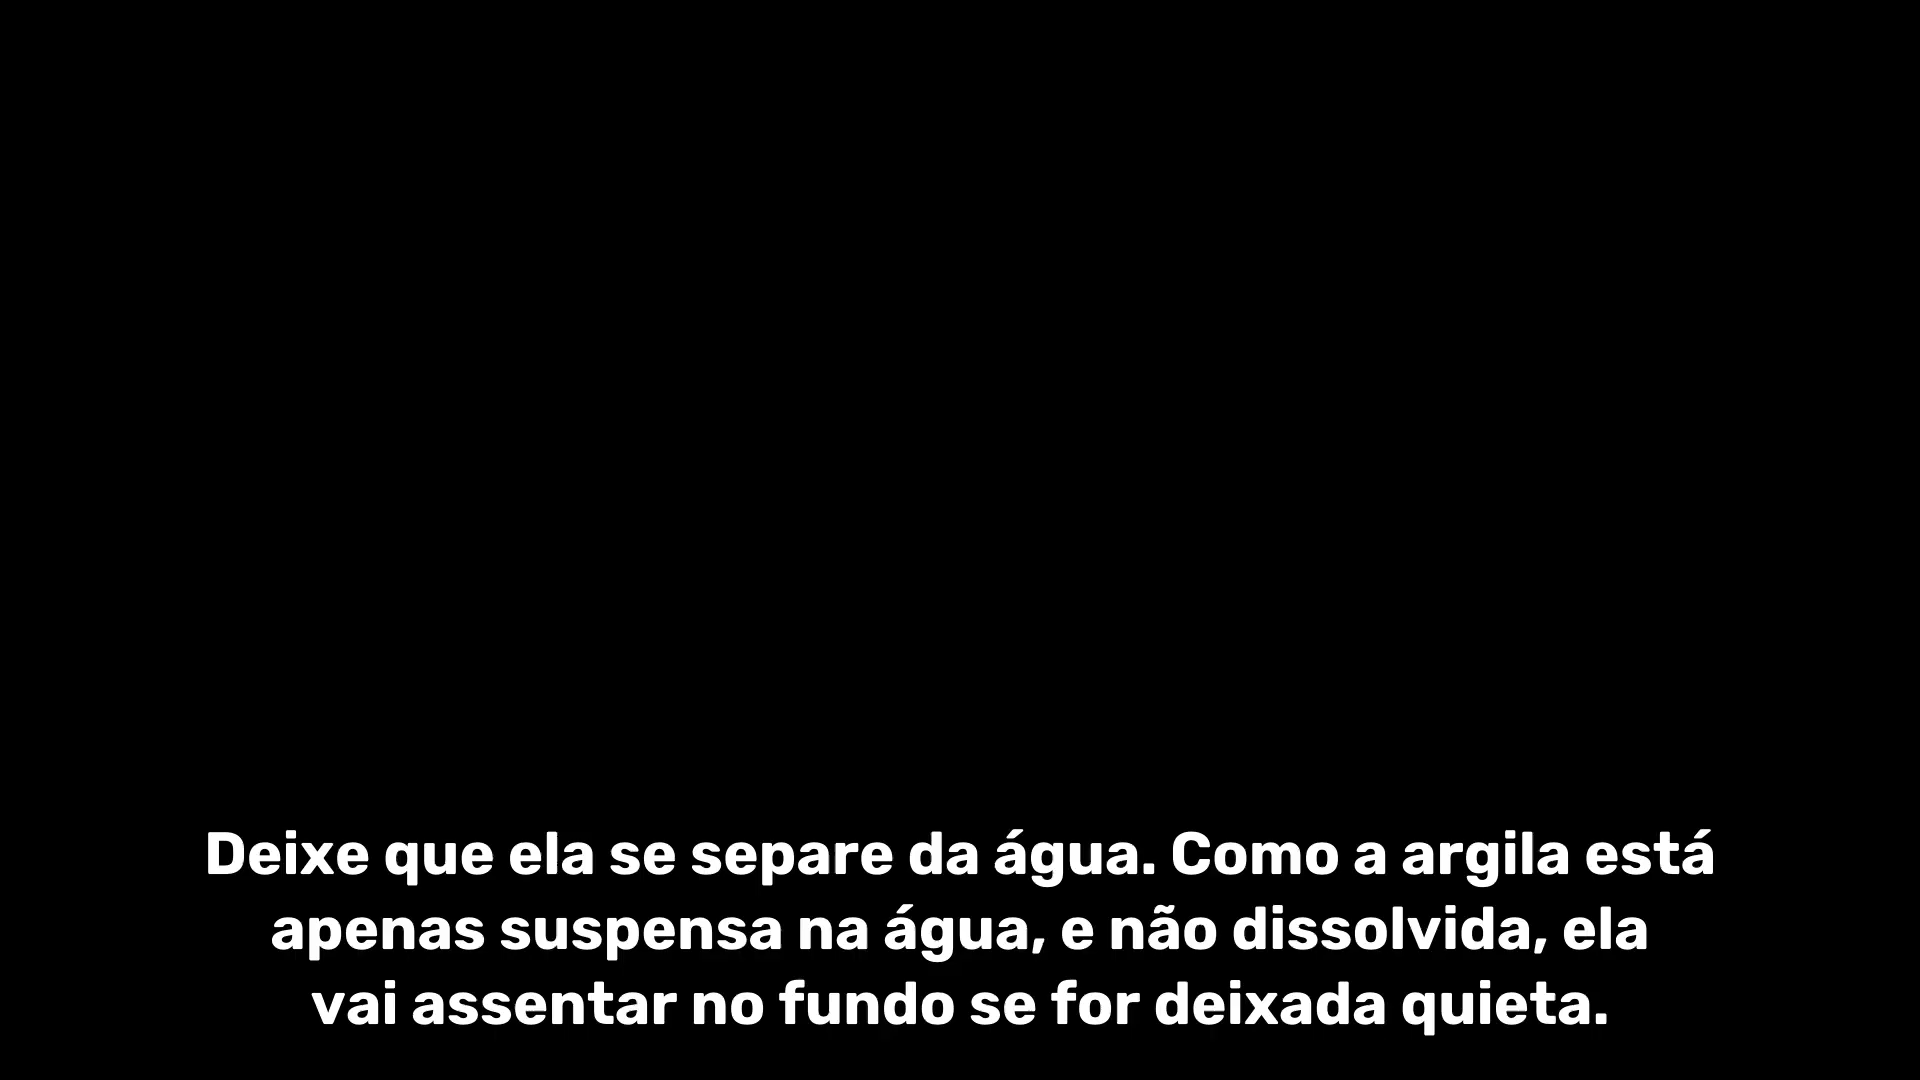 Deixe que ela se separe da água. Como a argila está
apenas suspensa na água, e não dissolvida, ela
vai assentar no fundo se for deixada quieta.